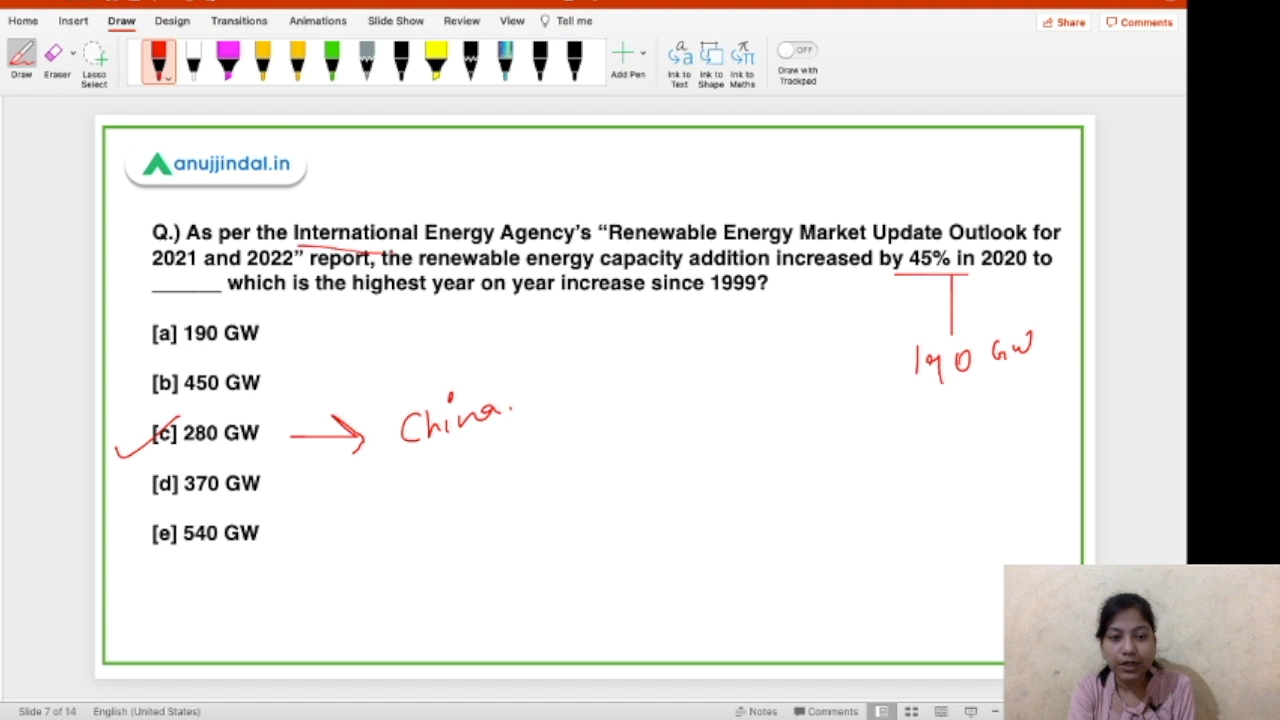 Home Insert Draw Design Transitions Animations Slide Show Review View Tell me Share Comments
Draw Eraser Lasso Select Add Pen Ink to Text Ink to Shape Ink to Maths OFF Draw with Trackpad
anujjindal.in
Q.) As per the International Energy Agency's “Renewable Energy Market Update Outlook for
2021 and 2022” report, the renewable energy capacity addition increased by 45% in 2020 to
______ which is the highest year on year increase since 1999?
[a] 190 GW
190 GW
[b] 450 GW
[c] 280 GW
China.
[d] 370 GW
[e] 540 GW
Slide 7 of 14 English (United States) Notes Comments